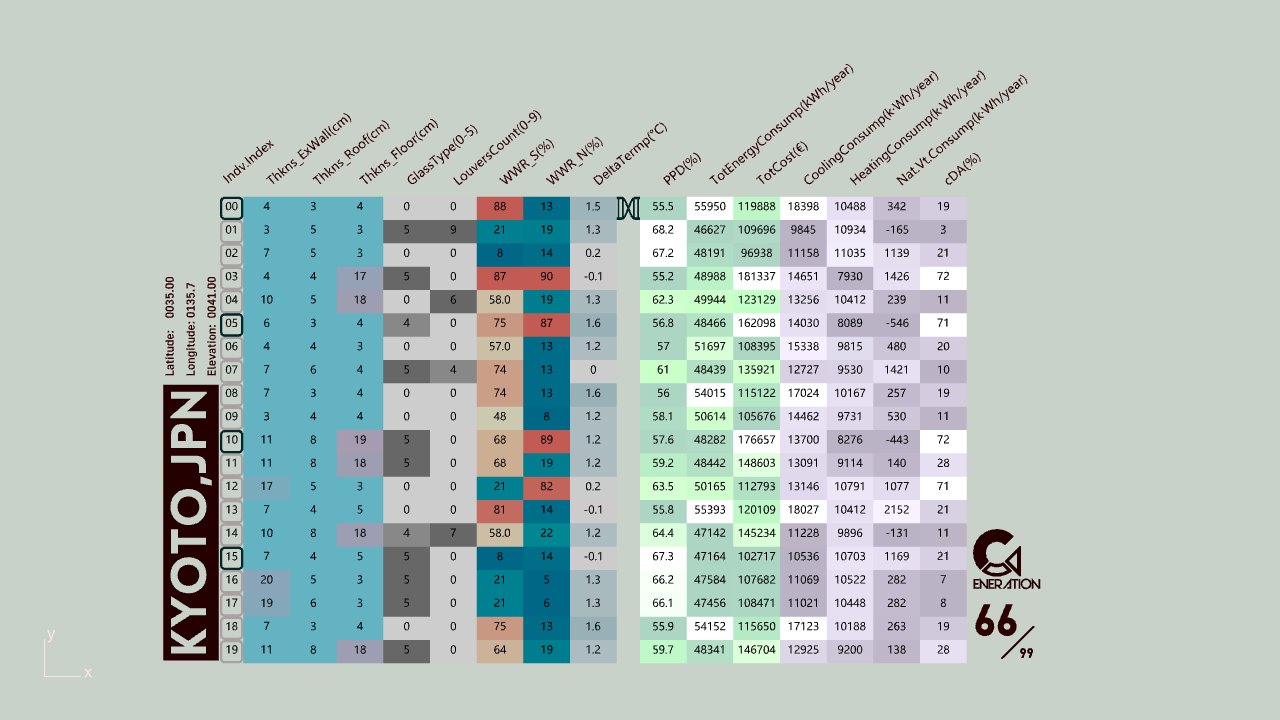 Indv.Index Thkns_ExWall(cm) Thkns_Roof(cm) Thkns_Floor(cm) GlassType(0-5) LouversCount(0-9) WWR_S(%) WWR_N(%) DeltaTermp(°C) PPD(%) TotEnergyConsump(kWh/year) TotCost(€) CoolingConsump(k·Wh/year) HeatingConsump(k·Wh/year) Nat.Vt.Consump(k·Wh/year) cDA(%)
00 4 3 4 0 0 88 13 1.5 55.5 55950 119888 18398 10488 342 19
01 3 5 3 5 9 21 19 1.3 68.2 46627 109696 9845 10934 -165 3
02 7 5 3 0 0 8 14 0.2 67.2 48191 96938 11158 11035 1139 21
03 4 4 17 5 0 87 90 -0.1 55.2 48988 181337 14651 7930 1426 72
04 10 5 18 0 6 58.0 19 1.3 62.3 49944 123129 13256 10412 239 11
05 6 3 4 4 0 75 87 1.6 56.8 48466 162098 14030 8089 -546 71
06 4 4 3 0 0 57.0 13 1.2 57 51697 108395 15338 9815 480 20
07 7 6 4 5 4 74 13 0 61 48439 135921 12727 9530 1421 10
08 7 3 4 0 0 74 13 1.6 56 54015 115122 17024 10167 257 19
09 3 4 4 0 0 48 8 1.2 58.1 50614 105676 14462 9731 530 11
10 11 8 19 5 0 68 89 1.2 57.6 48282 176657 13700 8276 -443 72
11 11 8 18 5 0 68 19 1.2 59.2 48442 148603 13091 9114 140 28
12 17 5 3 0 0 21 82 0.2 63.5 50165 112793 13146 10791 1077 71
13 7 4 5 0 0 81 14 -0.1 55.8 55393 120109 18027 10412 2152 21
14 10 8 18 4 7 58.0 22 1.2 64.4 47142 145234 11228 9896 -131 11
15 7 4 5 5 0 8 14 -0.1 67.3 47164 102717 10536 10703 1169 21
16 20 5 3 5 0 21 5 1.3 66.2 47584 107682 11069 10522 282 7
17 19 6 3 5 0 21 6 1.3 66.1 47456 108471 11021 10448 282 8
18 7 3 4 0 0 75 13 1.6 55.9 54152 115650 17123 10188 263 19
19 11 8 18 5 0 64 19 1.2 59.7 48341 146704 12925 9200 138 28
Latitude: 0035.00
Longitude: 0135.7
Elevation: 0041.00
KYOTO,JPN
GENERATION
66/99
y
x